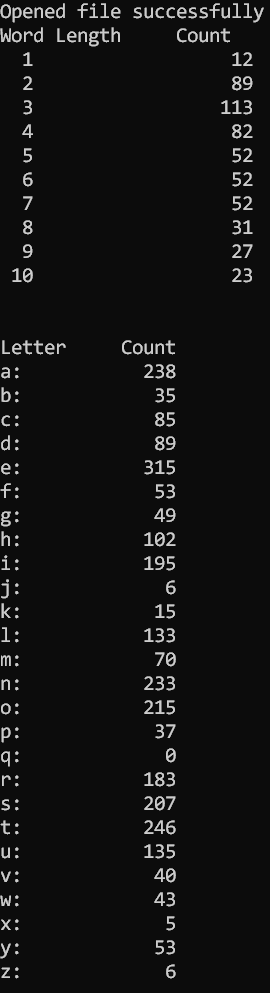 Opened file successfully
Word Length     Count
1     12
2     89
3     113
4     82
5     52
6     52
7     52
8     31
9     27
10     23
Letter     Count
a:     238
b:     35
c:     85
d:     89
e:     315
f:     53
g:     49
h:     102
i:     195
j:     6
k:     15
l:     133
m:     70
n:     233
o:     215
p:     37
q:     0
r:     183
s:     207
t:     246
u:     135
v:     40
w:     43
x:     5
y:     53
z:     6